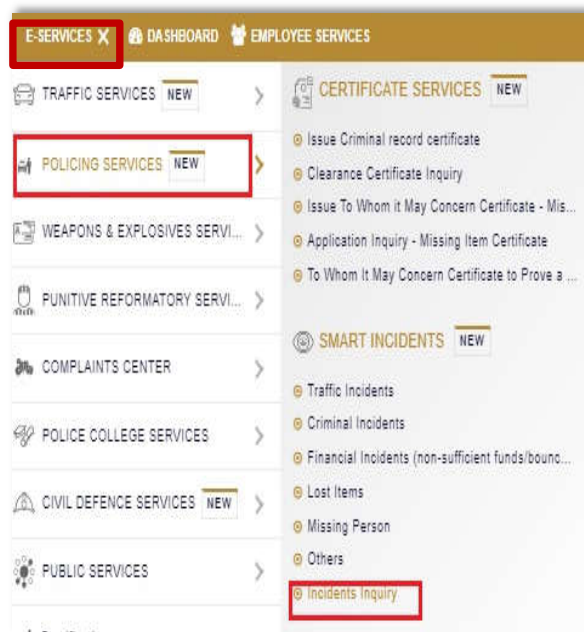 E-SERVICES X DASHBOARD EMPLOYEE SERVICES
TRAFFIC SERVICES NEW
POLICING SERVICES NEW
WEAPONS & EXPLOSIVES SERVI...
PUNITIVE REFORMATORY SERVI...
COMPLAINTS CENTER
POLICE COLLEGE SERVICES
CIVIL DEFENCE SERVICES NEW
PUBLIC SERVICES
CERTIFICATE SERVICES NEW
Issue Criminal record certificate
Clearance Certificate Inquiry
Issue To Whom it May Concern Certificate - Mis...
Application Inquiry - Missing Item Certificate
To Whom It May Concern Certificate to Prove a ...
SMART INCIDENTS NEW
Traffic Incidents
Criminal Incidents
Financial Incidents (non-sufficient funds/bounc...
Lost Items
Missing Person
Others
Incidents Inquiry